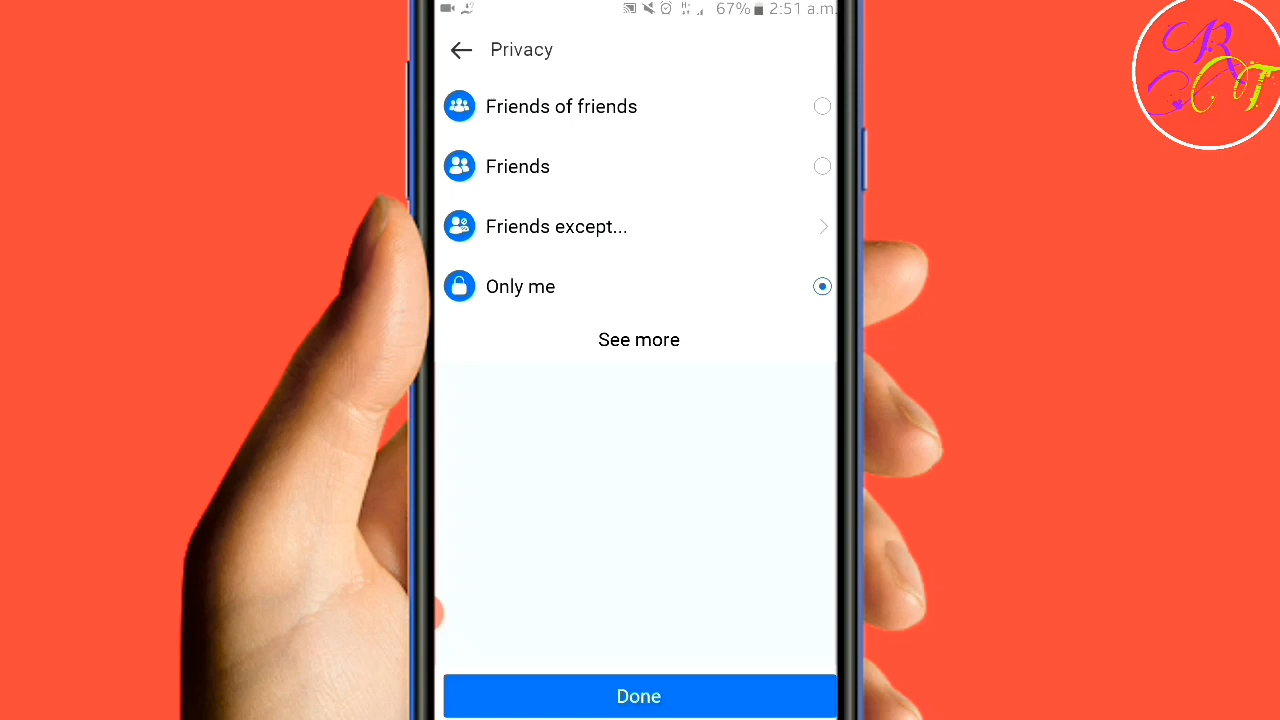 67% 2:51 a.m.
Privacy
Friends of friends
Friends
Friends except...
Only me
See more
Done